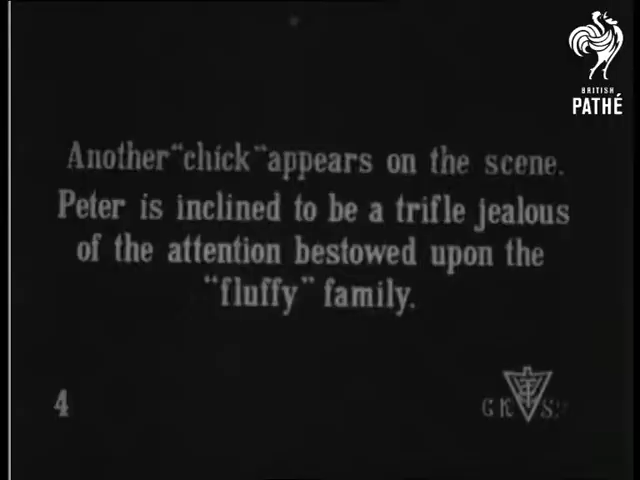 BRITISH
PATHÉ
Another "chick" appears on the scene.
Peter is inclined to be a trifle jealous
of the attention bestowed upon the
"fluffy" family.
4